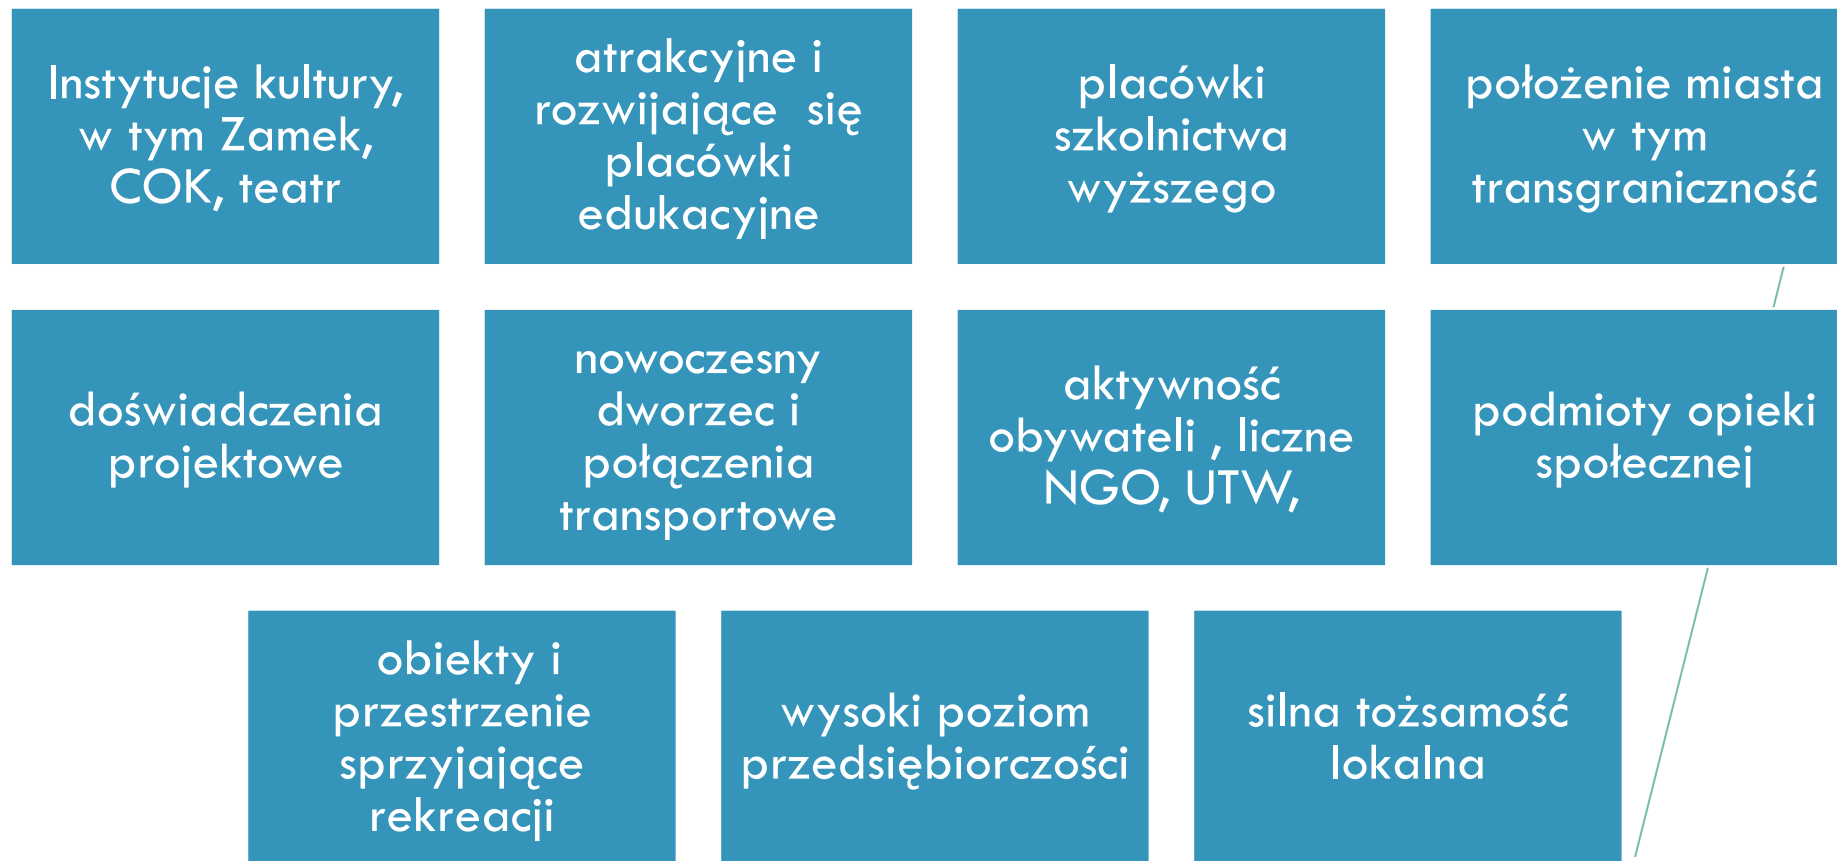 Instytucje kultury,
w tym Zamek,
COK, teatr
atrakcyjne i
rozwijające  się
placówki
edukacyjne
placówki
szkolnictwa
wyższego
położenie miasta
w tym
transgraniczność
doświadczenia
projektowe
nowoczesny
dworzec i
połączenia
transportowe
aktywność
obywateli , liczne
NGO, UTW,
podmioty opieki
społecznej
obiekty i
przestrzenie
sprzyjające
rekreacji
wysoki poziom
przedsiębiorczości
silna tożsamość
lokalna